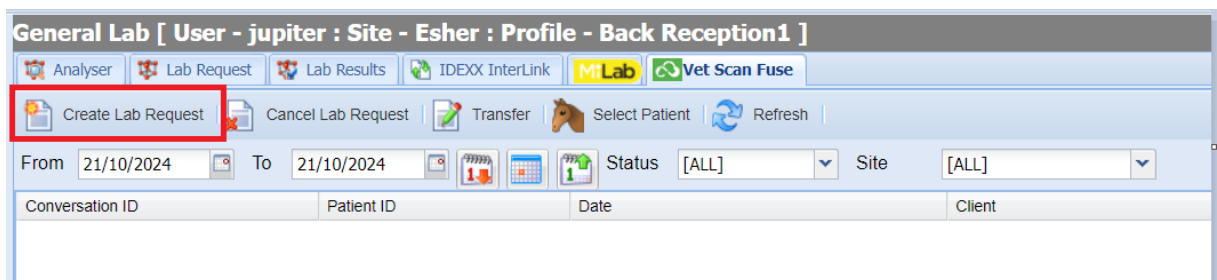 General Lab [ User - jupiter : Site - Esher : Profile - Back Reception1 ]
Analyser Lab Request Lab Results IDEXX InterLink MiLab Vet Scan Fuse
Create Lab Request Cancel Lab Request Transfer Select Patient Refresh
From 21/10/2024 To 21/10/2024 1 1 Status [ALL] Site [ALL]
Conversation ID Patient ID Date Client